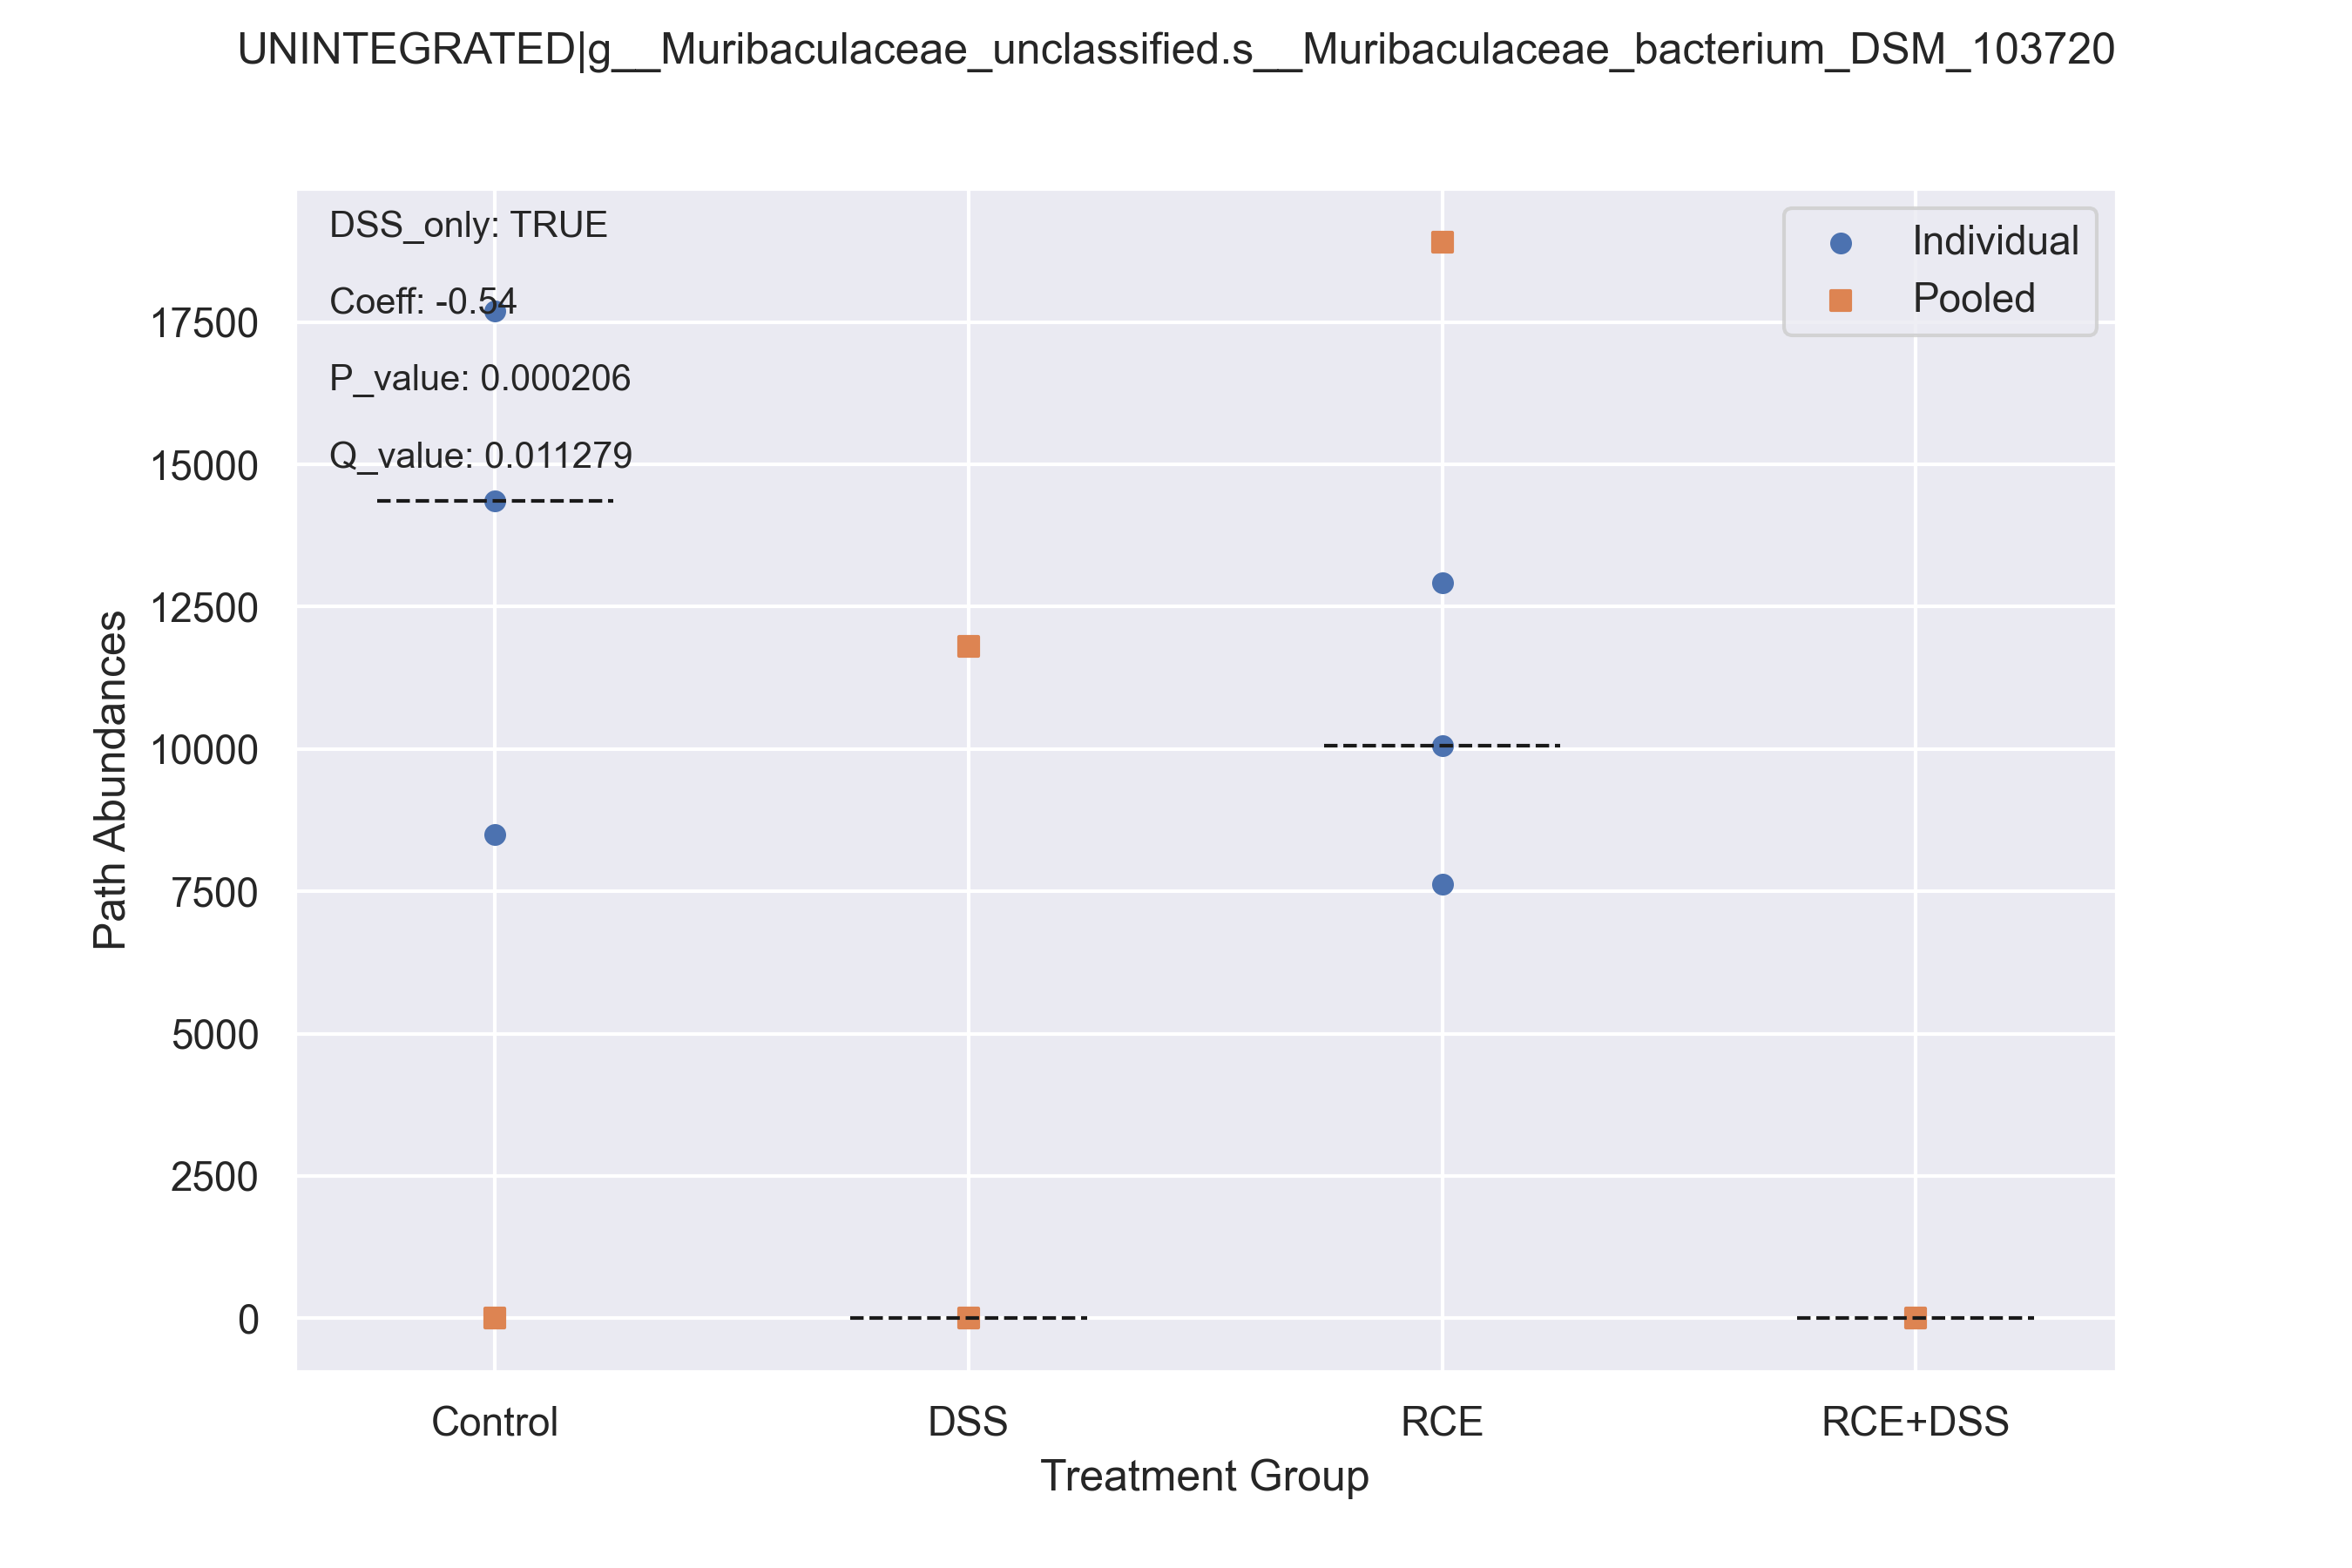 UNINTEGRATED|g__Muribaculaceae_unclassified.s__Muribaculaceae_bacterium_DSM_103720
DSS_only: TRUE
Coeff: -0.54
P_value: 0.000206
Q_value: 0.011279
Individual
Pooled
Path Abundances
17500
15000
12500
10000
7500
5000
2500
0
Control
DSS
RCE
RCE+DSS
Treatment Group